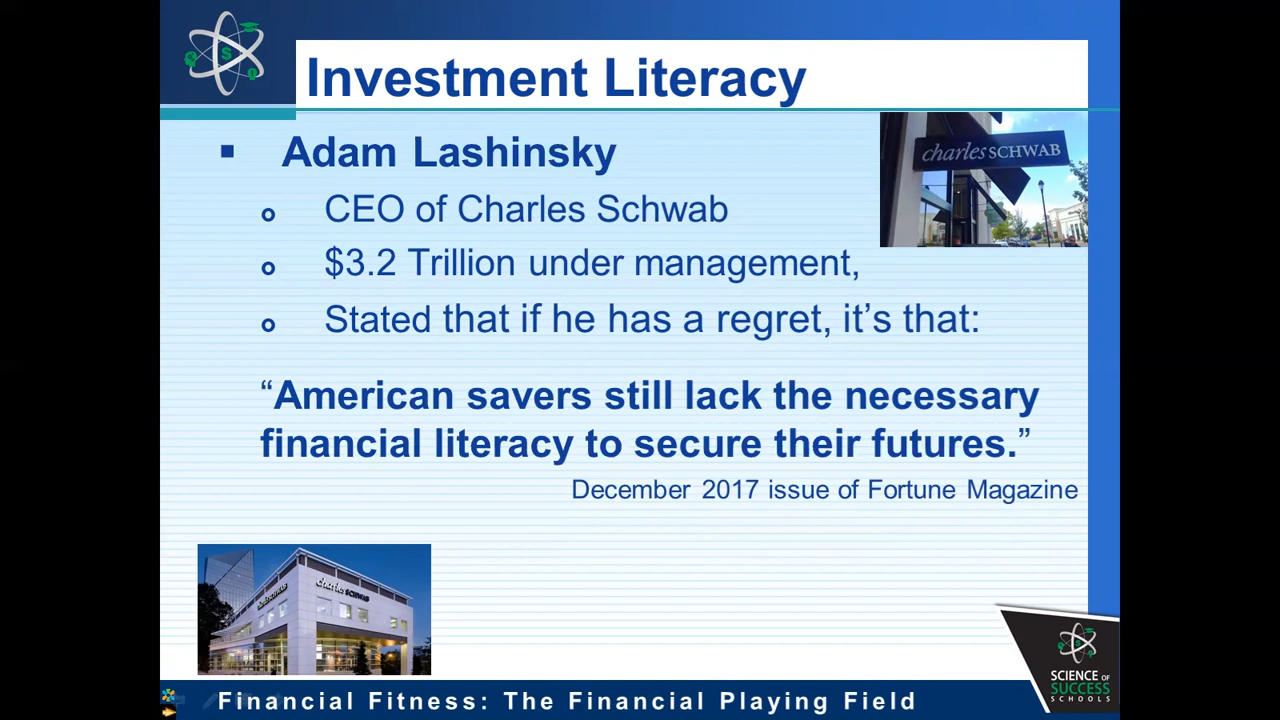 Investment Literacy
charles SCHWAB
▪ Adam Lashinsky
CEO of Charles Schwab
$3.2 Trillion under management,
Stated that if he has a regret, it’s that:
“American savers still lack the necessary
financial literacy to secure their futures.”
December 2017 issue of Fortune Magazine
charles SCHWAB
Financial Fitness: The Financial Playing Field
SCIENCE OF
SUCCESS
SCHOOLS